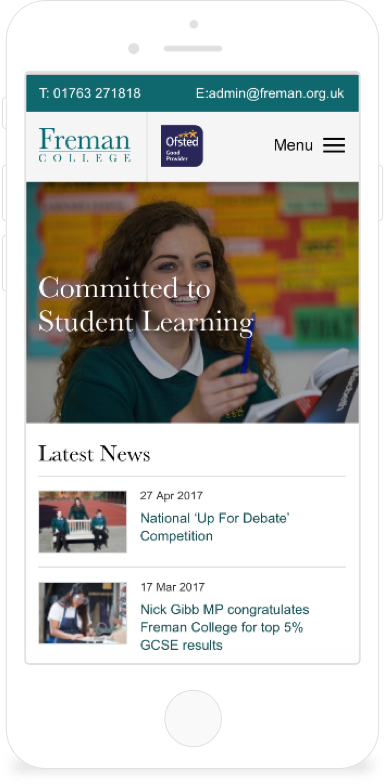 T: 01763 271818 E:admin@freman.org.uk
Freman
COLLEGE
Ofsted
Good
Provider
Menu
Committed to
Student Learning
Latest News
27 Apr 2017
National ‘Up For Debate’
Competition
17 Mar 2017
Nick Gibb MP congratulates
Freman College for top 5%
GCSE results